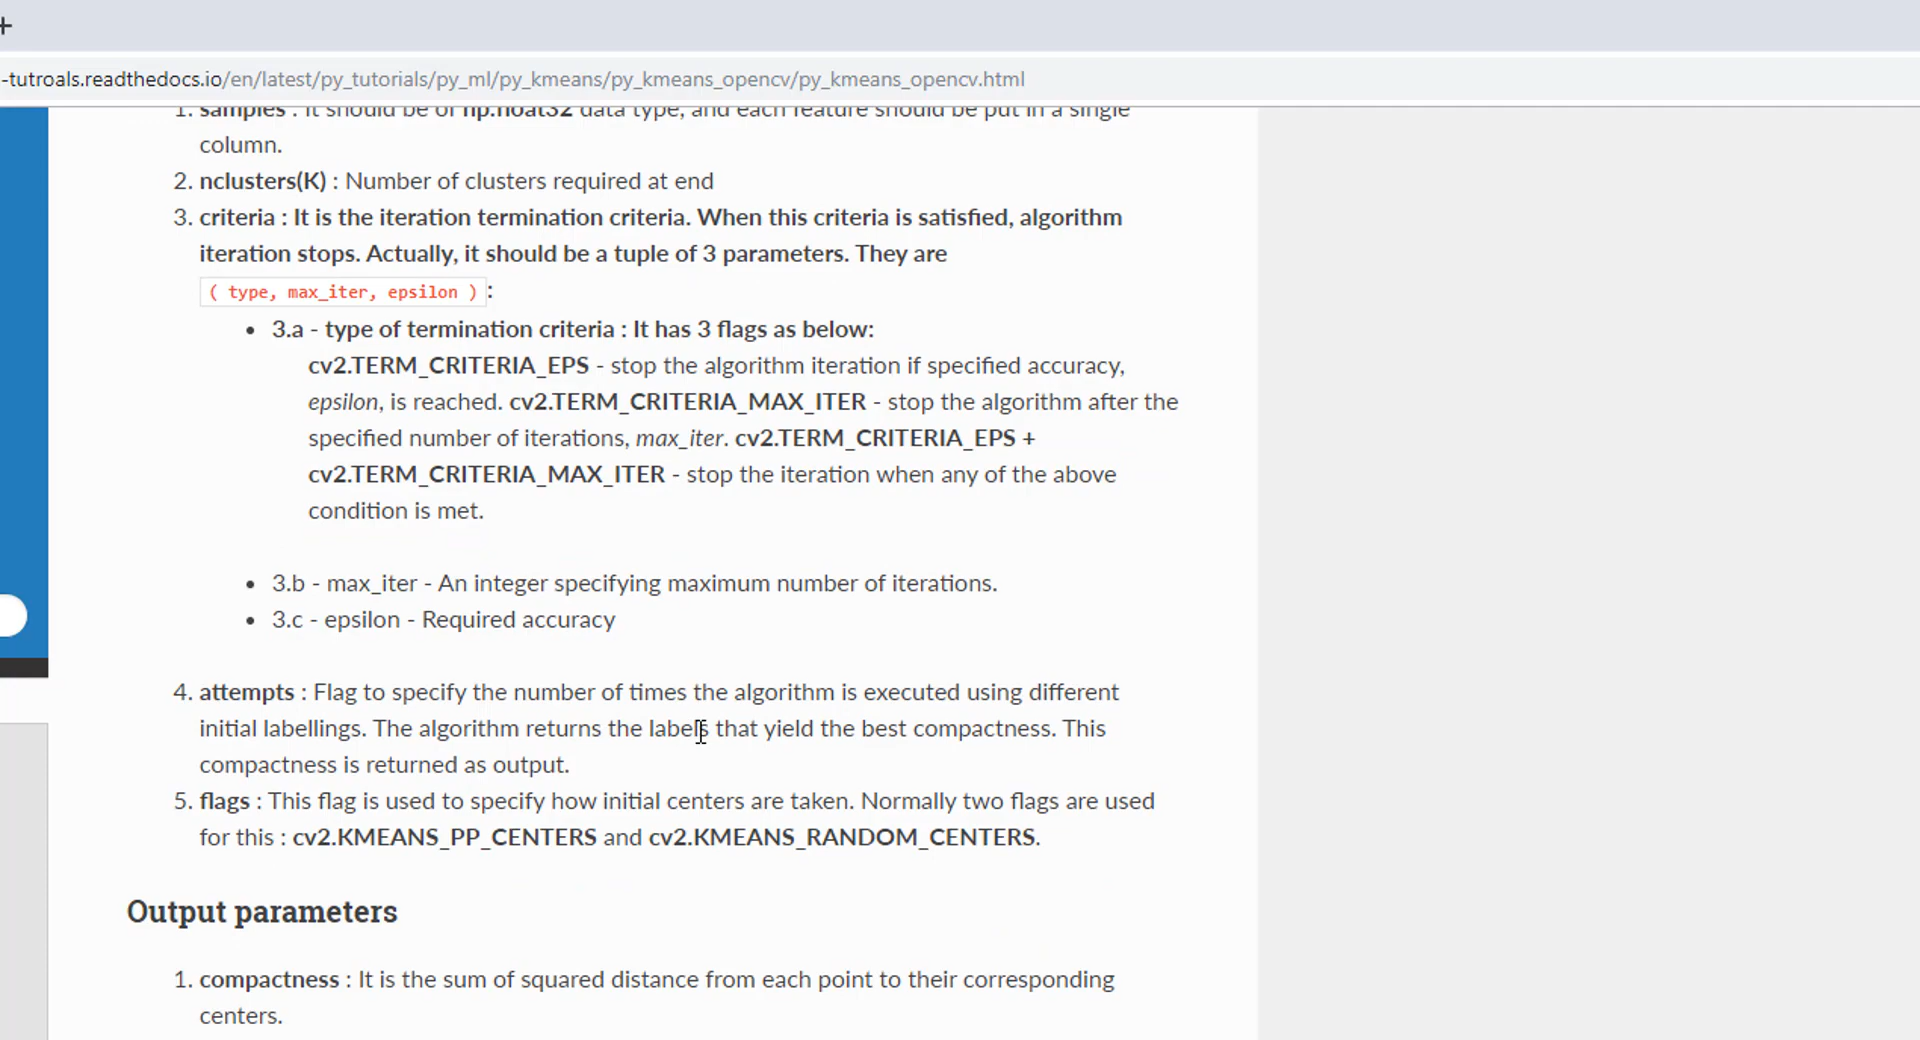 +
-tutroals.readthedocs.io/en/latest/py_tutorials/py_ml/py_kmeans/py_kmeans_opencv/py_kmeans_opencv.html
1. samples : It should be of np.float32 data type, and each feature should be put in a single
column.
2. nclusters(K) : Number of clusters required at end
3. criteria : It is the iteration termination criteria. When this criteria is satisfied, algorithm
iteration stops. Actually, it should be a tuple of 3 parameters. They are
( type, max_iter, epsilon ) :
• 3.a - type of termination criteria : It has 3 flags as below:
cv2.TERM_CRITERIA_EPS - stop the algorithm iteration if specified accuracy,
epsilon, is reached. cv2.TERM_CRITERIA_MAX_ITER - stop the algorithm after the
specified number of iterations, max_iter. cv2.TERM_CRITERIA_EPS +
cv2.TERM_CRITERIA_MAX_ITER - stop the iteration when any of the above
condition is met.
• 3.b - max_iter - An integer specifying maximum number of iterations.
• 3.c - epsilon - Required accuracy
4. attempts : Flag to specify the number of times the algorithm is executed using different
initial labellings. The algorithm returns the labels that yield the best compactness. This
compactness is returned as output.
5. flags : This flag is used to specify how initial centers are taken. Normally two flags are used
for this : cv2.KMEANS_PP_CENTERS and cv2.KMEANS_RANDOM_CENTERS.
Output parameters
1. compactness : It is the sum of squared distance from each point to their corresponding
centers.